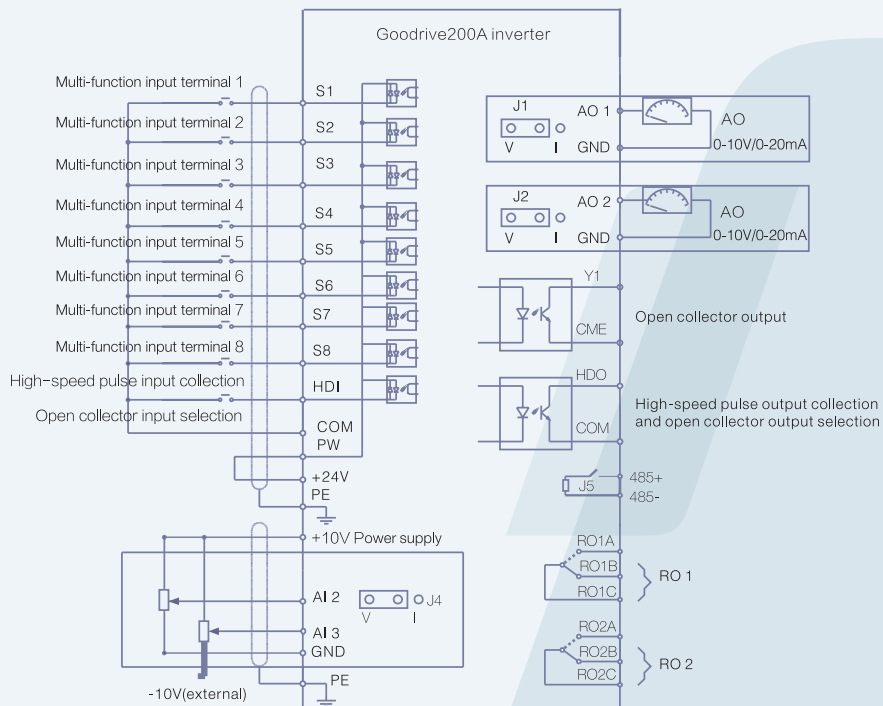 Goodrive200A inverter
Multi-function input terminal 1
S1
Multi-function input terminal 2
S2
Multi-function input terminal 3
S3
Multi-function input terminal 4
S4
Multi-function input terminal 5
S5
Multi-function input terminal 6
S6
Multi-function input terminal 7
S7
Multi-function input terminal 8
S8
High-speed pulse input collection
HDI
Open collector input selection
COM
PW
+24V
PE
+10V Power supply
AI 2
J4
V I
AI 3
GND
-10V(external)
PE
J1
V I
AO 1
GND
AO
0-10V/0-20mA
J2
V I
AO 2
GND
AO
0-10V/0-20mA
Y1
CME
Open collector output
HDO
COM
High-speed pulse output collection
and open collector output selection
J5
485+
485-
RO1A
RO1B
RO1C
RO 1
RO2A
RO2B
RO2C
RO 2